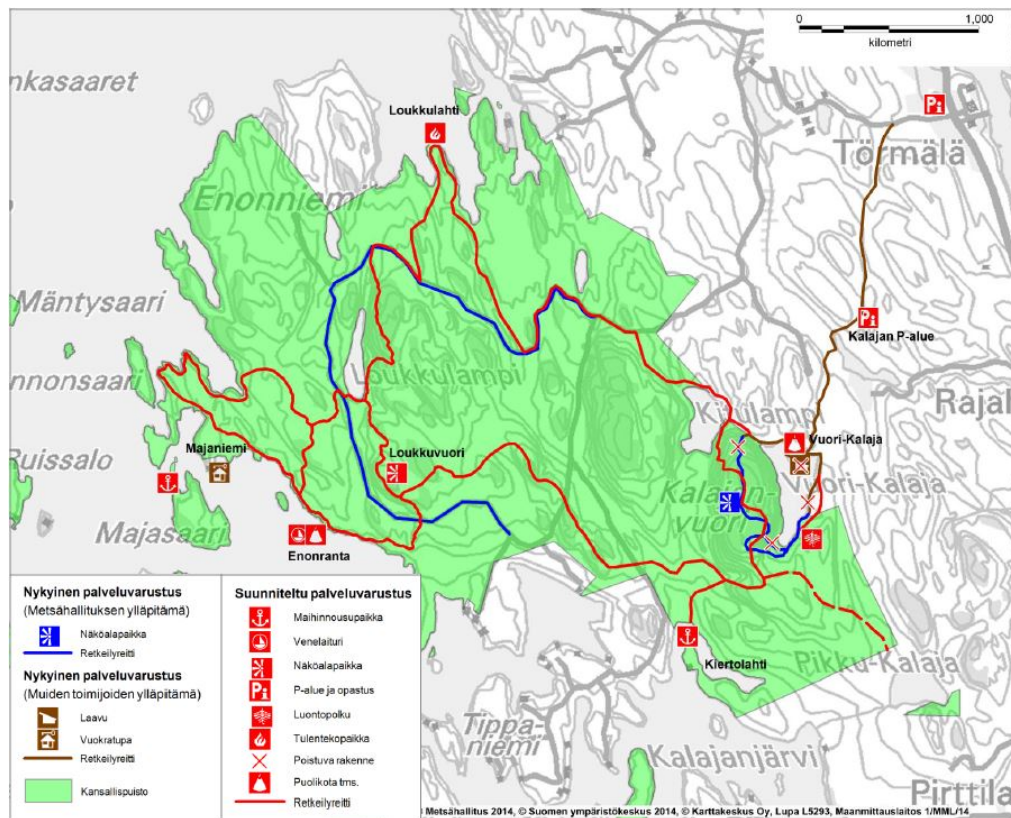 0 1,000
kilometri
nkasaaret
Loukkulahti
Törmälä
Enonniemi
Mäntysaari
Kalajan P-alue
nnonsaari
Loukkulampi
Rajal
Kitulamp
Majaniemi
Vuori-Kalaja
Ruissalo
Loukkuvuori
Vuori-Kalaja
Kalajan-
vuori
Majasaari
Enonranta
Kiertolahti
Pikku-Kalaja
Tippa-
niemi
Kalajanjärvi
Pirttila
Nykyinen palveluvarustus
(Metsähallituksen ylläpitämä)
Näköalapaikka
Retkeilyreitti
Nykyinen palveluvarustus
(Muiden toimijoiden ylläpitämä)
Laavu
Vuokratupa
Retkeilyreitti
Kansallispuisto
Suunniteltu palveluvarustus
Maihinnousupaikka
Venelaituri
Näköalapaikka
P-alue ja opastus
Luontopolku
Tulentekopaikka
Poistuva rakenne
Puolikota tms.
Retkeilyreitti
Metsähallitus 2014, © Suomen ympäristökeskus 2014, © Karttakeskus Oy, Lupa L5293, Maanmittauslaitos 1/MML/14